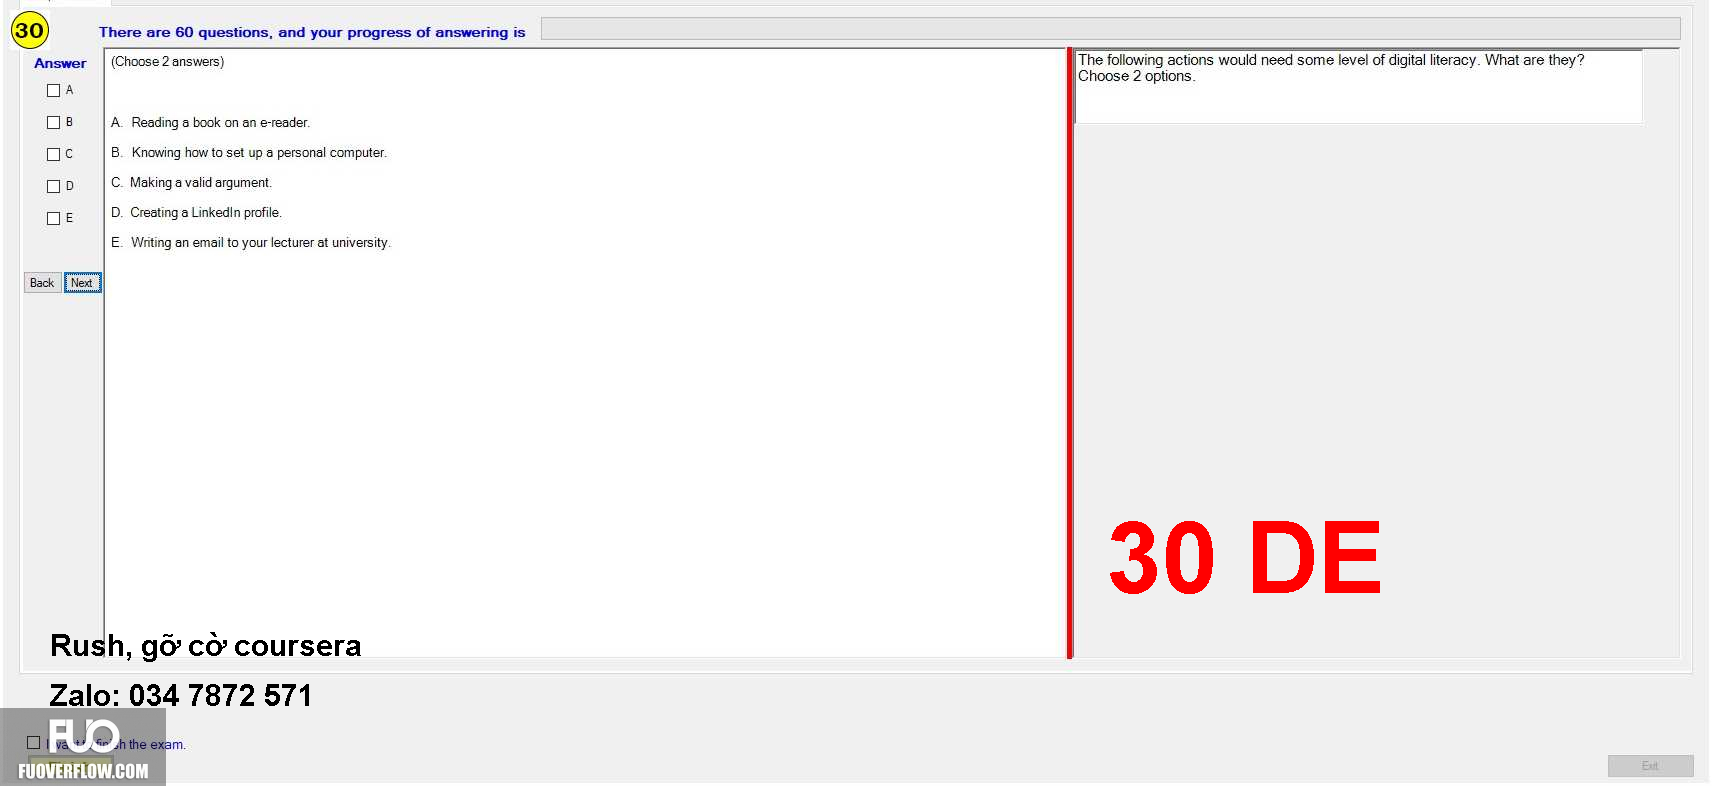 30
There are 60 questions, and your progress of answering is
Answer
(Choose 2 answers)
The following actions would need some level of digital literacy. What are they?
Choose 2 options.
A
B
C
D
E
A. Reading a book on an e-reader.
B. Knowing how to set up a personal computer.
C. Making a valid argument.
D. Creating a LinkedIn profile.
E. Writing an email to your lecturer at university.
Back
Next
30 DE
Rush, gỡ cờ coursera
Zalo: 034 7872 571
FUO
I want to finish the exam.
FUOVERFLOW.COM
Exit